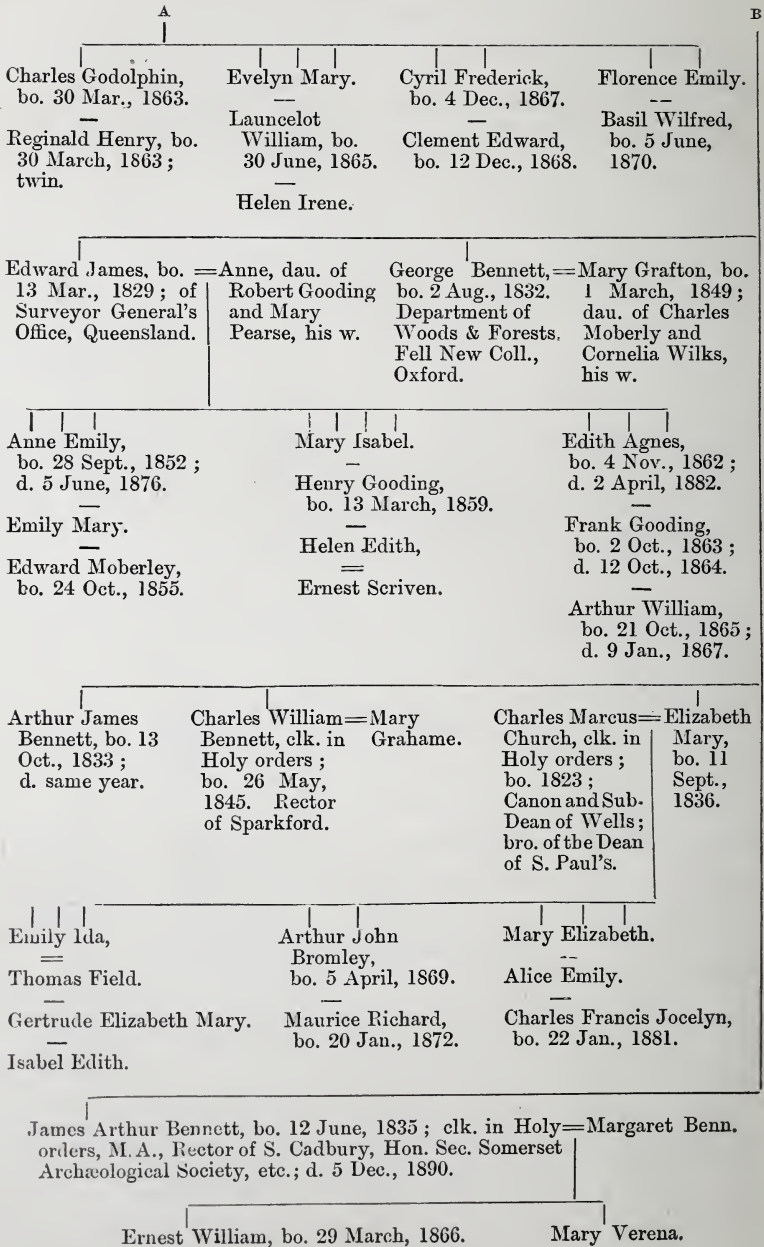 A
B
Charles Godolphin,
bo. 30 Mar., 1863.
—
Reginald Henry, bo.
30 March, 1863;
twin.
Evelyn Mary.
—
Launcelot
William, bo.
30 June, 1865.
—
Helen Irene.
Cyril Frederick,
bo. 4 Dec., 1867.
—
Clement Edward,
bo. 12 Dec., 1868.
Florence Emily.
--
Basil Wilfred,
bo. 5 June,
1870.
Edward James, bo.
13 Mar., 1829; of
Surveyor General's
Office, Queensland.
=Anne, dau. of
Robert Gooding
and Mary
Pearse, his w.
George Bennett,
bo. 2 Aug., 1832.
Department of
Woods & Forests,
Fell New Coll.,
Oxford.
=Mary Grafton, bo.
1 March, 1849;
dau. of Charles
Moberly and
Cornelia Wilks,
his w.
Anne Emily,
bo. 28 Sept., 1852;
d. 5 June, 1876.
—
Emily Mary.
—
Edward Moberley,
bo. 24 Oct., 1855.
Mary Isabel.
—
Henry Gooding,
bo. 13 March, 1859.
—
Helen Edith,
=
Ernest Scriven.
Edith Agnes,
bo. 4 Nov., 1862;
d. 2 April, 1882.
—
Frank Gooding,
bo. 2 Oct., 1863;
d. 12 Oct., 1864.
—
Arthur William,
bo. 21 Oct., 1865;
d. 9 Jan., 1867.
Arthur James
Bennett, bo. 13
Oct., 1833;
d. same year.
Charles William=Mary
Bennett, clk. in Grahame.
Holy orders;
bo. 26 May,
1845. Rector
of Sparkford.
Charles Marcus=
Church, clk. in
Holy orders;
bo. 1823;
Canon and Sub-
Dean of Wells;
bro. of the Dean
of S. Paul's.
Elizabeth
Mary,
bo. 11
Sept.,
1836.
Emily Ida,
=
Thomas Field.
—
Gertrude Elizabeth Mary.
—
Isabel Edith.
Arthur John
Bromley,
bo. 5 April, 1869.
—
Maurice Richard,
bo. 20 Jan., 1872.
Mary Elizabeth.
--
Alice Emily.
—
Charles Francis Jocelyn,
bo. 22 Jan., 1881.
James Arthur Bennett, bo. 12 June, 1835; clk. in Holy=Margaret Benn.
orders, M.A., Rector of S. Cadbury, Hon. Sec. Somerset
Archæological Society, etc.; d. 5 Dec., 1890.
Ernest William, bo. 29 March, 1866.
Mary Verena.